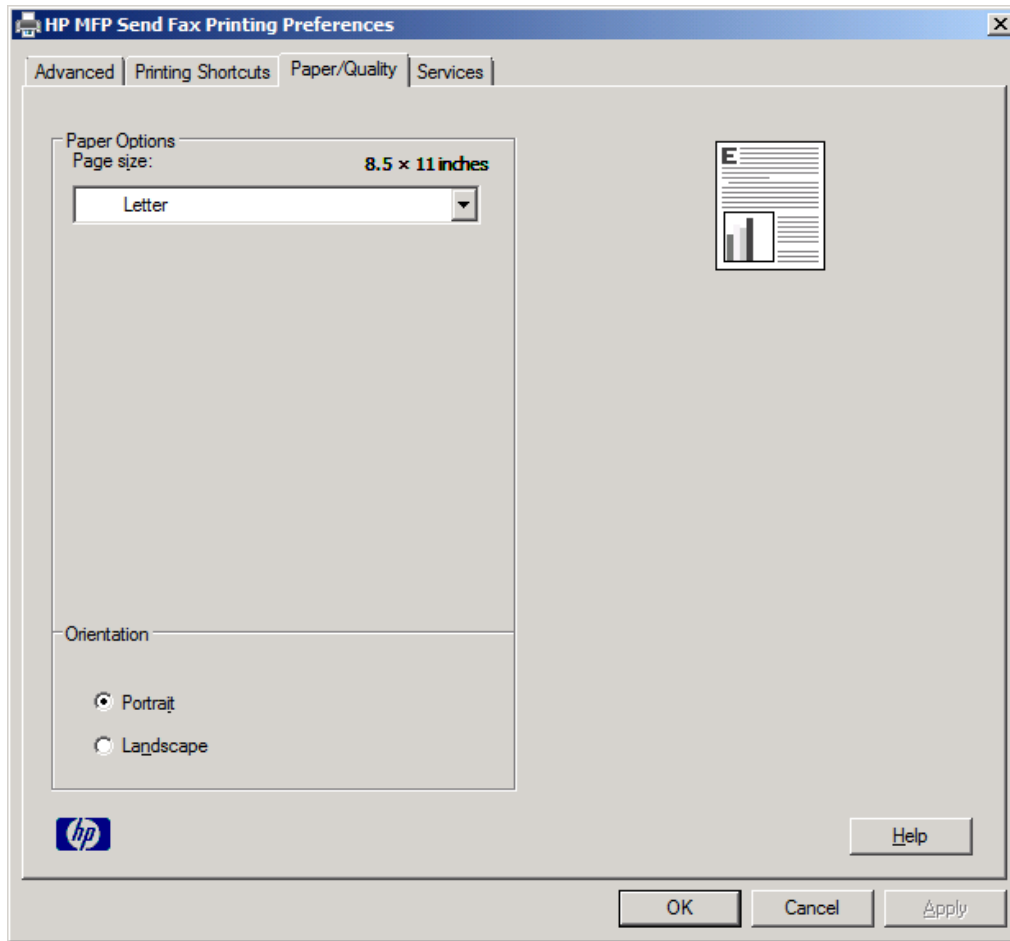 HP MFP Send Fax Printing Preferences
Advanced Printing Shortcuts Paper/Quality Services
Paper Options
Page size: 8.5 × 11 inches
Letter
E
Orientation
Portrait
Landscape
hp
Help
OK Cancel Apply